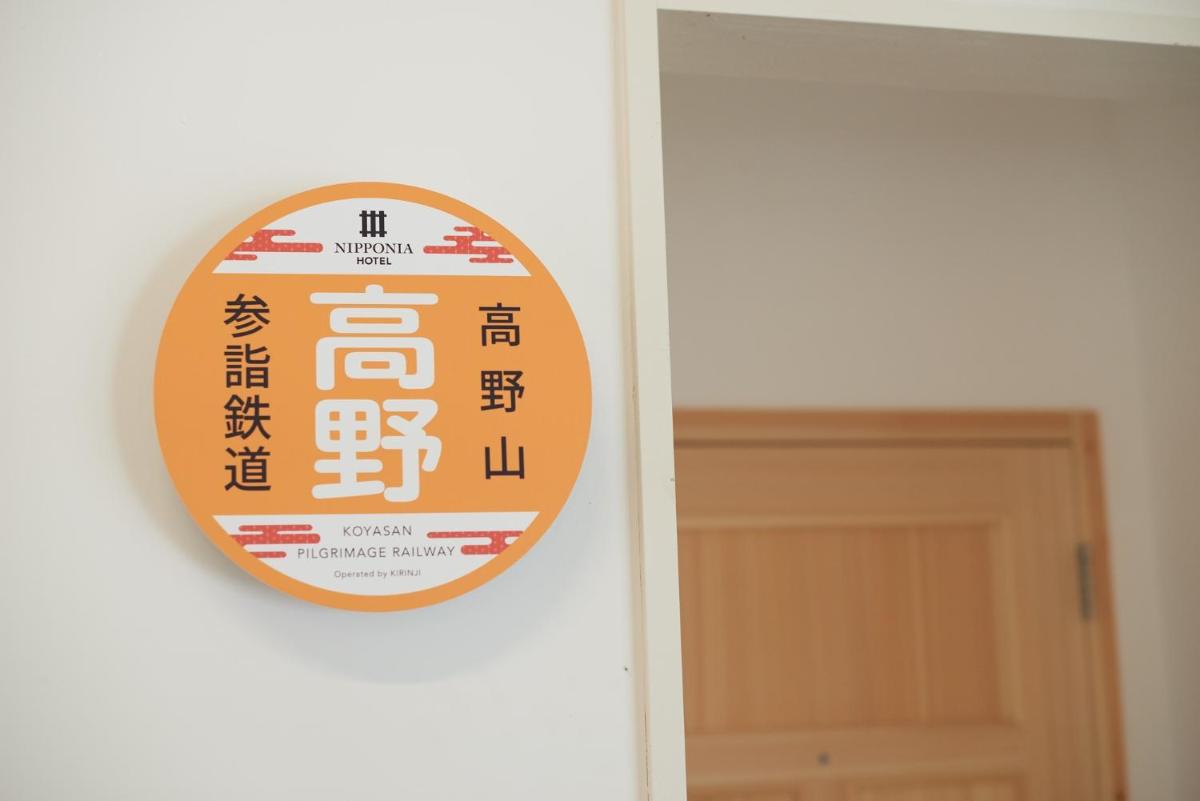 NIPPONIA
HOTEL
高野山
高野
参詣鉄道
KOYASAN
PILGRIMAGE RAILWAY
Operated by KIRINJI